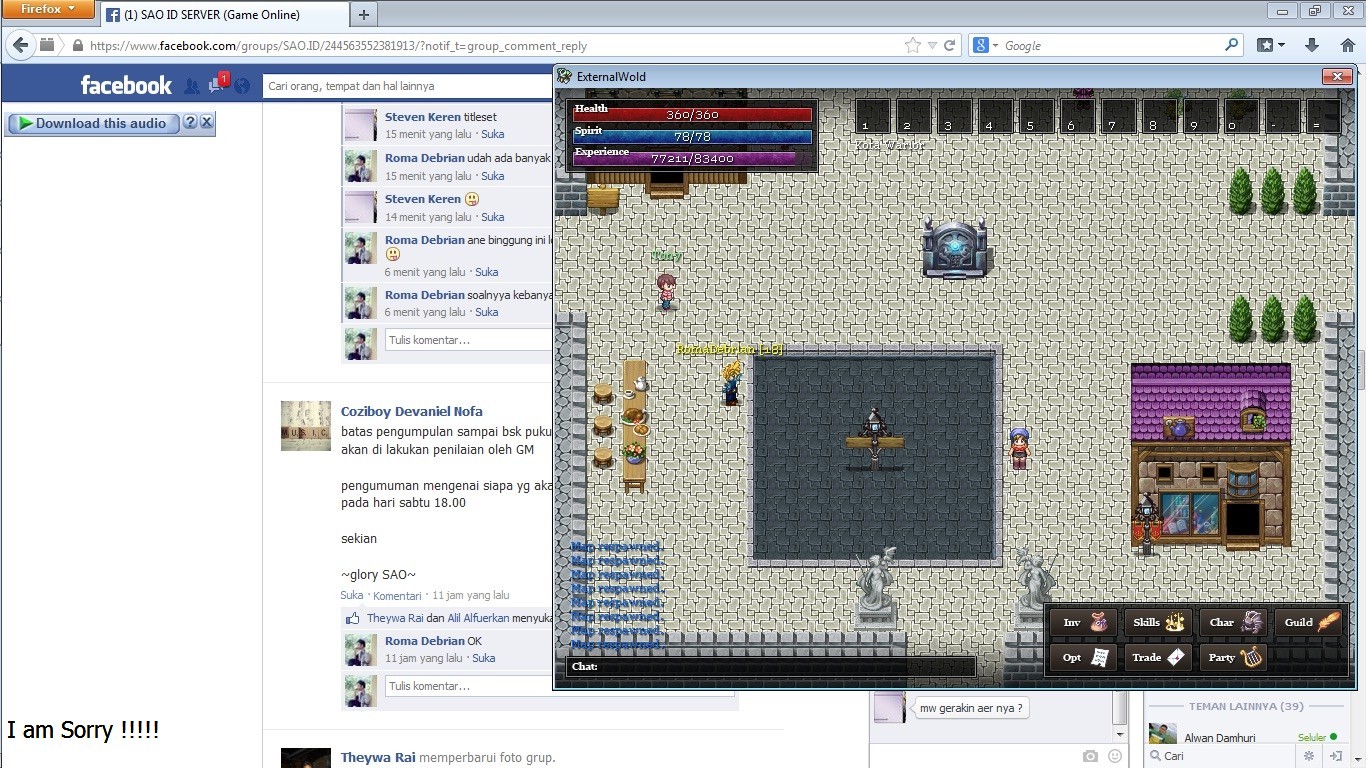 Firefox
(1) SAO ID SERVER (Game Online)
https://www.facebook.com/groups/SAO.ID/244563552381913/?notif_t=group_comment_reply
Google
facebook
1
Cari orang, tempat dan hal lainnya
Download this audio
Steven Keren titleset
15 menit yang lalu · Suka
Roma Debrian udah ada banyak
15 menit yang lalu · Suka
Steven Keren
14 menit yang lalu · Suka
Roma Debrian ane binggung ini
6 menit yang lalu · Suka
Roma Debrian soalnyya kebanya
6 menit yang lalu · Suka
Tulis komentar...
Coziboy Devaniel Nofa
batas pengumpulan sampai bsk puku
akan di lakukan penilaian oleh GM
pengumuman mengenai siapa yg aka
pada hari sabtu 18.00
sekian
~glory SAO~
Suka · Komentari · 11 jam yang lalu
Theywa Rai dan Alil Alfuerkan menyuka
Roma Debrian OK
11 jam yang lalu · Suka
Tulis komentar...
Theywa Rai memperbarui foto grup.
I am Sorry !!!!!
ExternalWold
Health
360/360
Spirit
78/78
Experience
77211/83400
1 2 3 4 5 6 7 8 9 0 - =
Kota Warior
Tony
RomaDebrian [18]
Map respawned.
Map respawned.
Map respawned.
Map respawned.
Map respawned.
Map respawned.
Map respawned.
Map respawned.
Chat:
Inv
Skills
Char
Guild
Opt
Trade
Party
mw gerakin aer nya ?
TEMAN LAINNYA (39)
Alwan Damhuri
Seluler
Cari